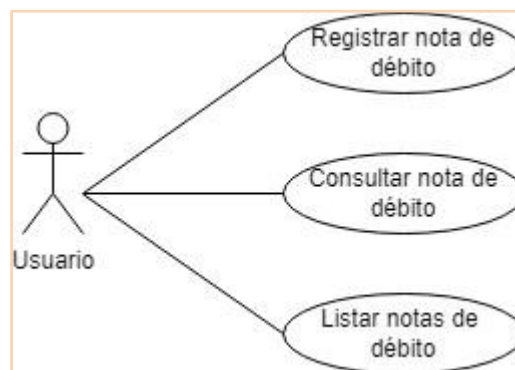 Registrar nota de
débito
Consultar nota de
débito
Usuario
Listar notas de
débito